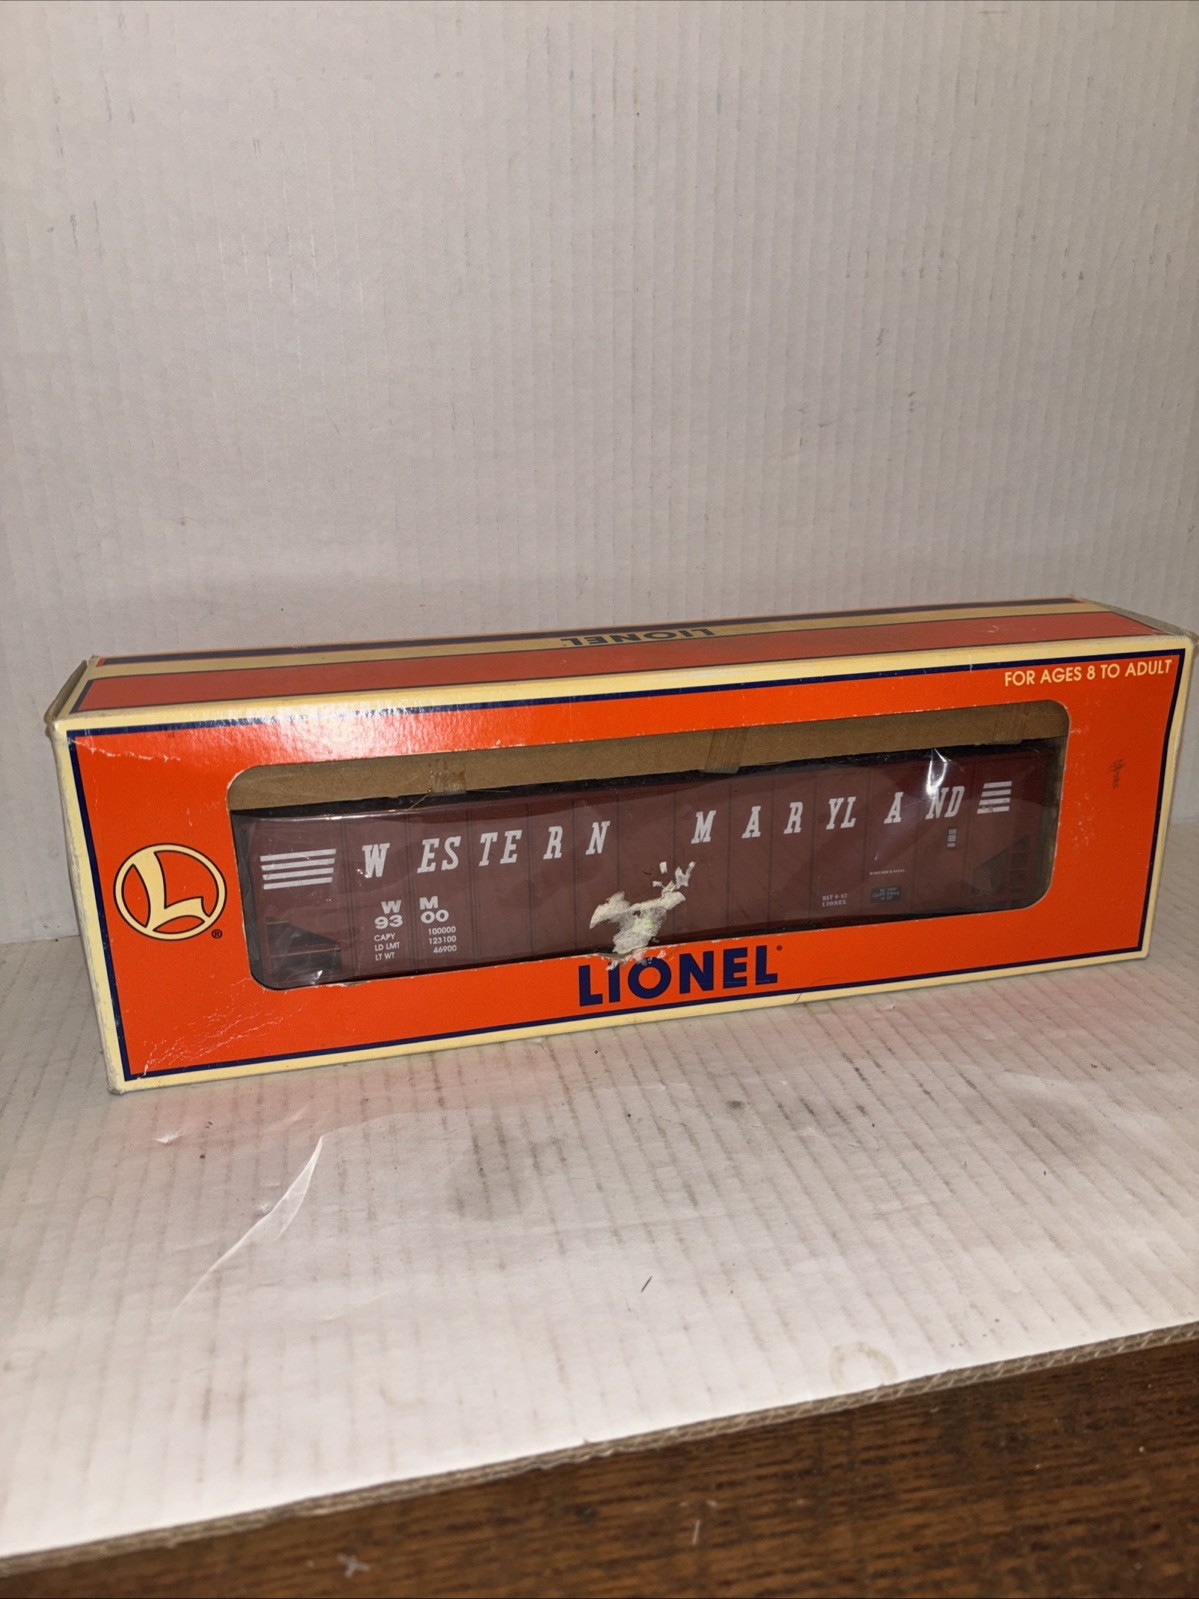 LIONEL
FOR AGES 8 TO ADULT
WESTERN MARYLAND
W M
93 00
CAPY 100000
LD LMT 123100
LT WT 46900
LIONEL
L ®
LIONEL®